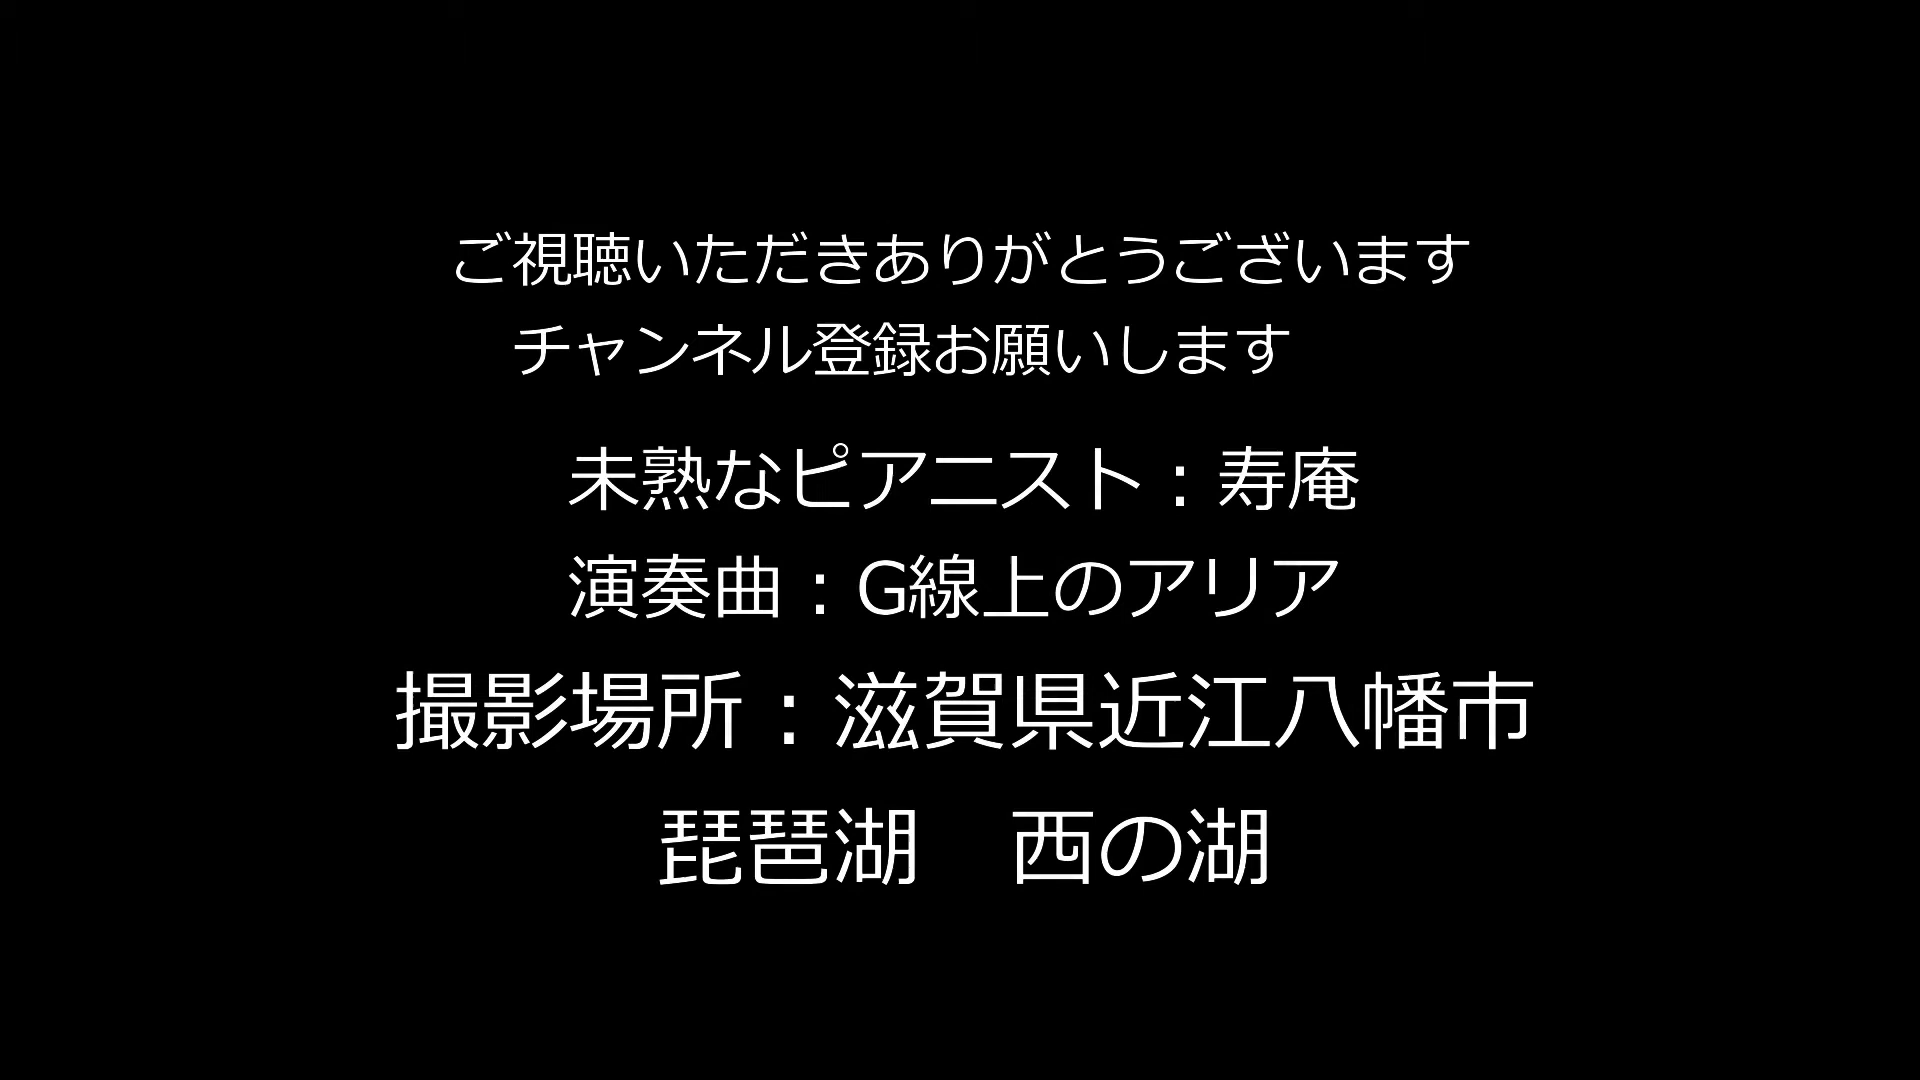 ご視聴いただきありがとうございます
チャンネル登録お願いします
未熟なピアニスト：寿庵
演奏曲：G線上のアリア
撮影場所：滋賀県近江八幡市
琵琶湖　西の湖